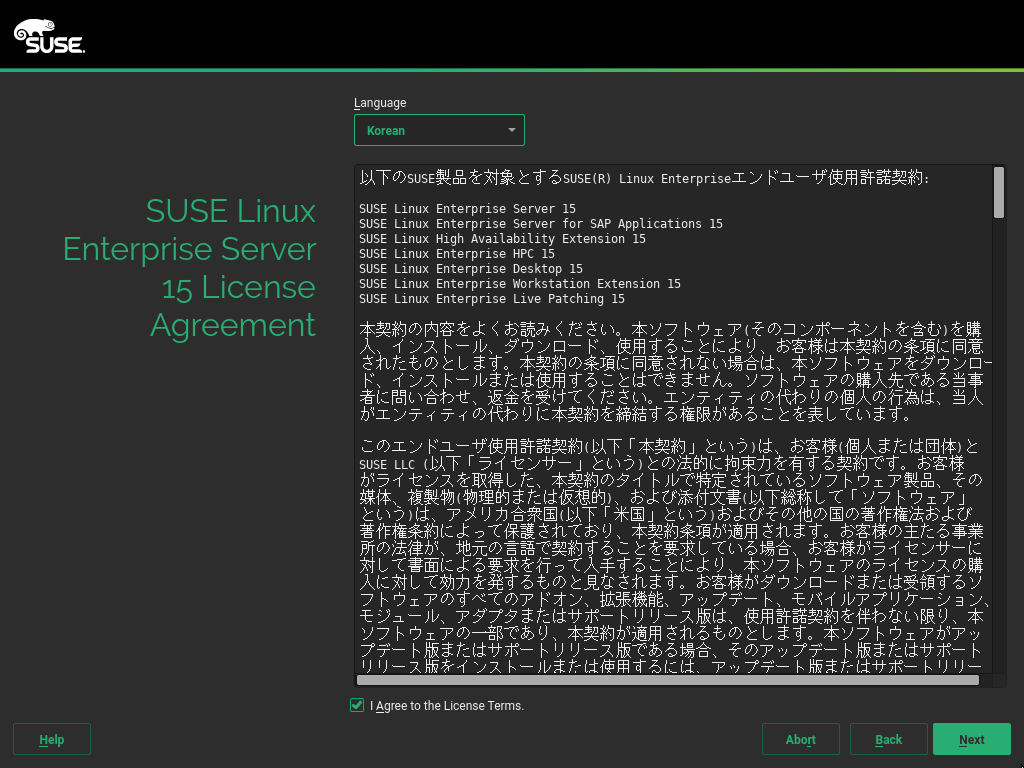 SUSE
Language
Korean
SUSE Linux
Enterprise Server
15 License
Agreement
以下のSUSE製品を対象とするSUSE(R) Linux Enterpriseエンドユーザ使用許諾契約:
SUSE Linux Enterprise Server 15
SUSE Linux Enterprise Server for SAP Applications 15
SUSE Linux High Availability Extension 15
SUSE Linux Enterprise HPC 15
SUSE Linux Enterprise Desktop 15
SUSE Linux Enterprise Workstation Extension 15
SUSE Linux Enterprise Live Patching 15
本契約の内容をよくお読みください。本ソフトウェア(そのコンポーネントを含む)を購
入、インストール、ダウンロード、使用することにより、お客様は本契約の条項に同意
されたものとします。本契約の条項に同意されない場合は、本ソフトウェアをダウンロー
ド、インストールまたは使用することはできません。ソフトウェアの購入先である当事
者に問い合わせ、返金を受けてください。エンティティの代わりの個人の行為は、当人
がエンティティの代わりに本契約を締結する権限があることを表しています。
このエンドユーザ使用許諾契約(以下「本契約」という)は、お客様(個人または団体)と
SUSE LLC (以下「ライセンサー」という)との法的に拘束力を有する契約です。お客様
がライセンスを取得した、本契約のタイトルで特定されているソフトウェア製品、その
媒体、複製物(物理的または仮想的)、および添付文書(以下総称して「ソフトウェア」
という)は、アメリカ合衆国(以下「米国」という)およびその他の国の著作権法および
著作権条約によって保護されており、本契約条項が適用されます。お客様の主たる事業
所の法律が、地元の言語で契約することを要求している場合、お客様がライセンサーに
対して書面による要求を行って入手することにより、本ソフトウェアのライセンスの購
入に対して効力を発するものと見なされます。お客様がダウンロードまたは受領するソ
フトウェアのすべてのアドオン、拡張機能、アップデート、モバイルアプリケーション、
モジュール、アダプタまたはサポートリリース版は、使用許諾契約を伴わない限り、本
ソフトウェアの一部であり、本契約が適用されるものとします。本ソフトウェアがアッ
プデート版またはサポートリリース版である場合、そのアップデート版またはサポート
リリース版をインストールまたは使用するには、アップデート版またはサポートリリー
I Agree to the License Terms.
Help
Abort
Back
Next